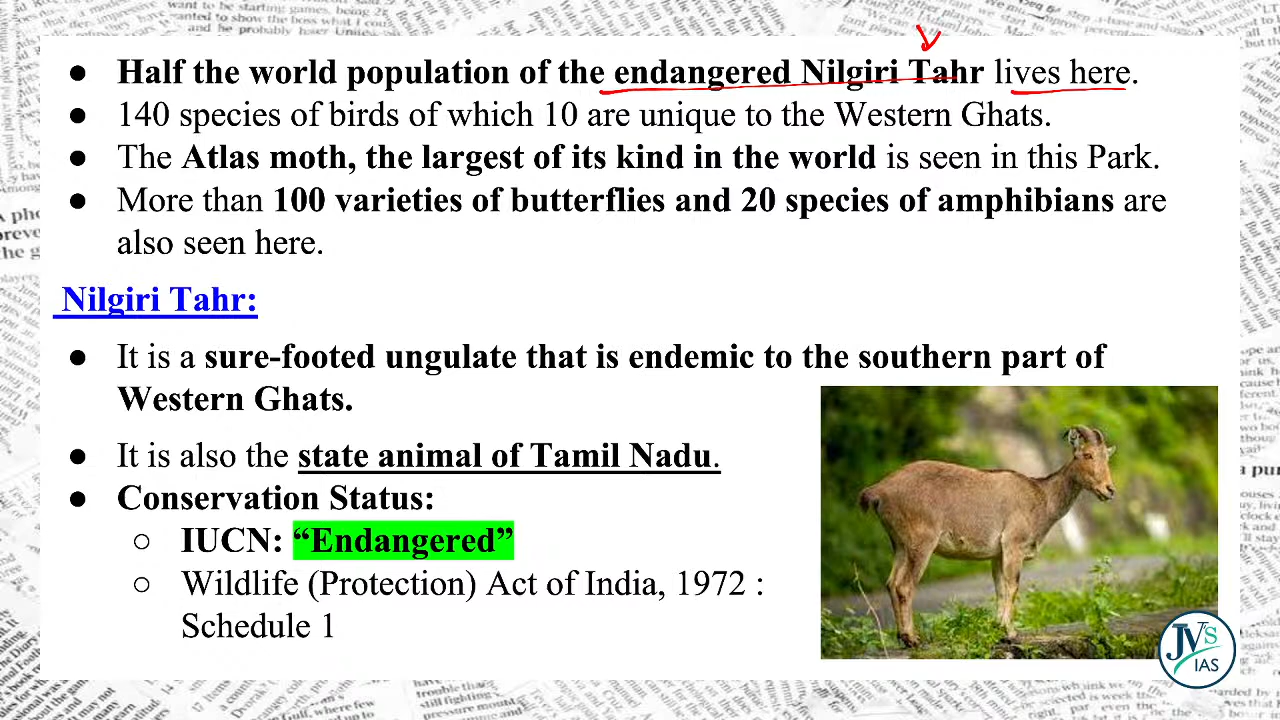 ● Half the world population of the endangered Nilgiri Tahr lives here.
● 140 species of birds of which 10 are unique to the Western Ghats.
● The Atlas moth, the largest of its kind in the world is seen in this Park.
● More than 100 varieties of butterflies and 20 species of amphibians are
also seen here.
Nilgiri Tahr:
● It is a sure-footed ungulate that is endemic to the southern part of
Western Ghats.
● It is also the state animal of Tamil Nadu.
● Conservation Status:
○ IUCN: “Endangered”
○ Wildlife (Protection) Act of India, 1972 :
Schedule 1
JV'S
IAS